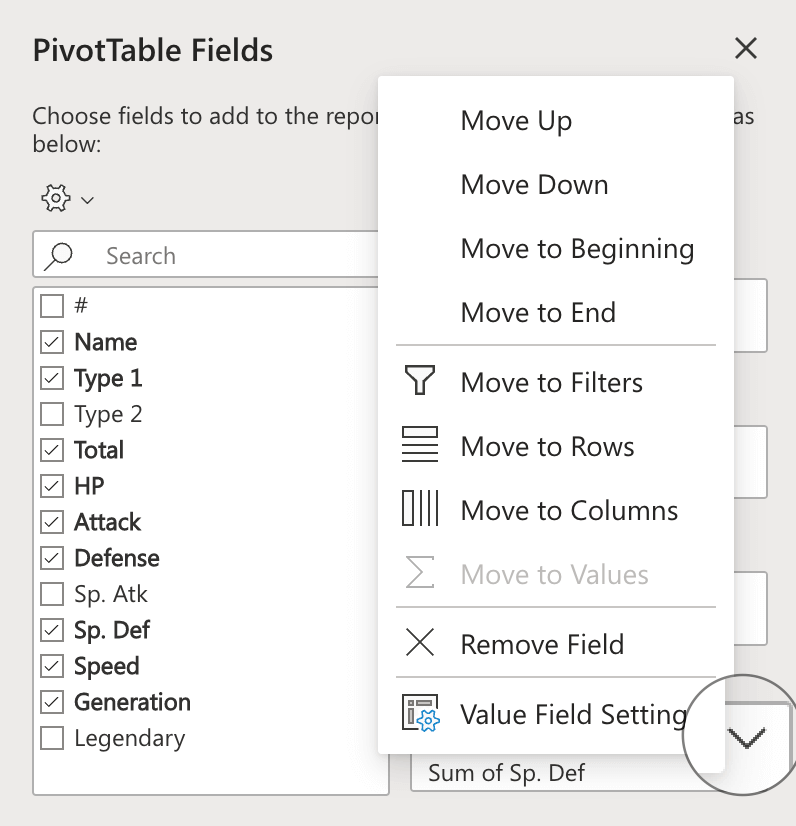 PivotTable Fields
Choose fields to add to the repor as
below:
Search
#
Name
Type 1
Type 2
Total
HP
Attack
Defense
Sp. Atk
Sp. Def
Speed
Generation
Legendary
Move Up
Move Down
Move to Beginning
Move to End
Move to Filters
Move to Rows
Move to Columns
Move to Values
Remove Field
Value Field Setting
Sum of Sp. Def